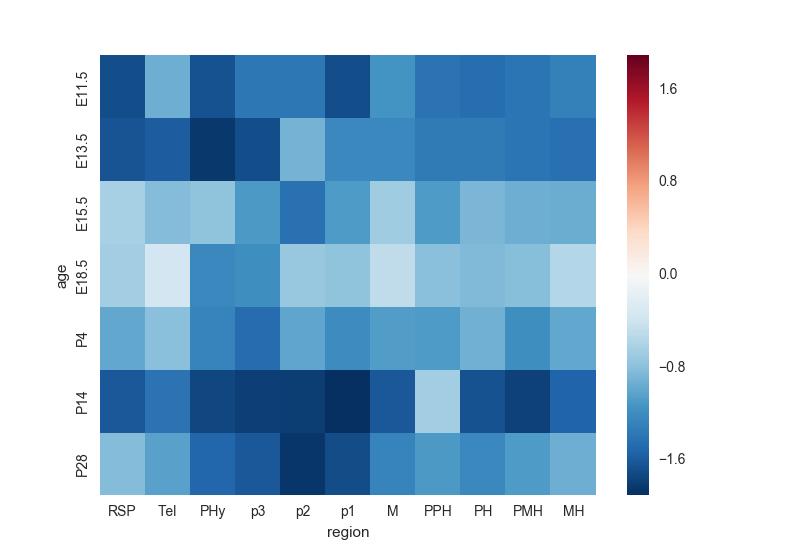 E11.5
E13.5
E15.5
E18.5
P4
P14
P28
age
RSP Tel PHy p3 p2 p1 M PPH PH PMH MH
region
1.6
0.8
0.0
−0.8
−1.6